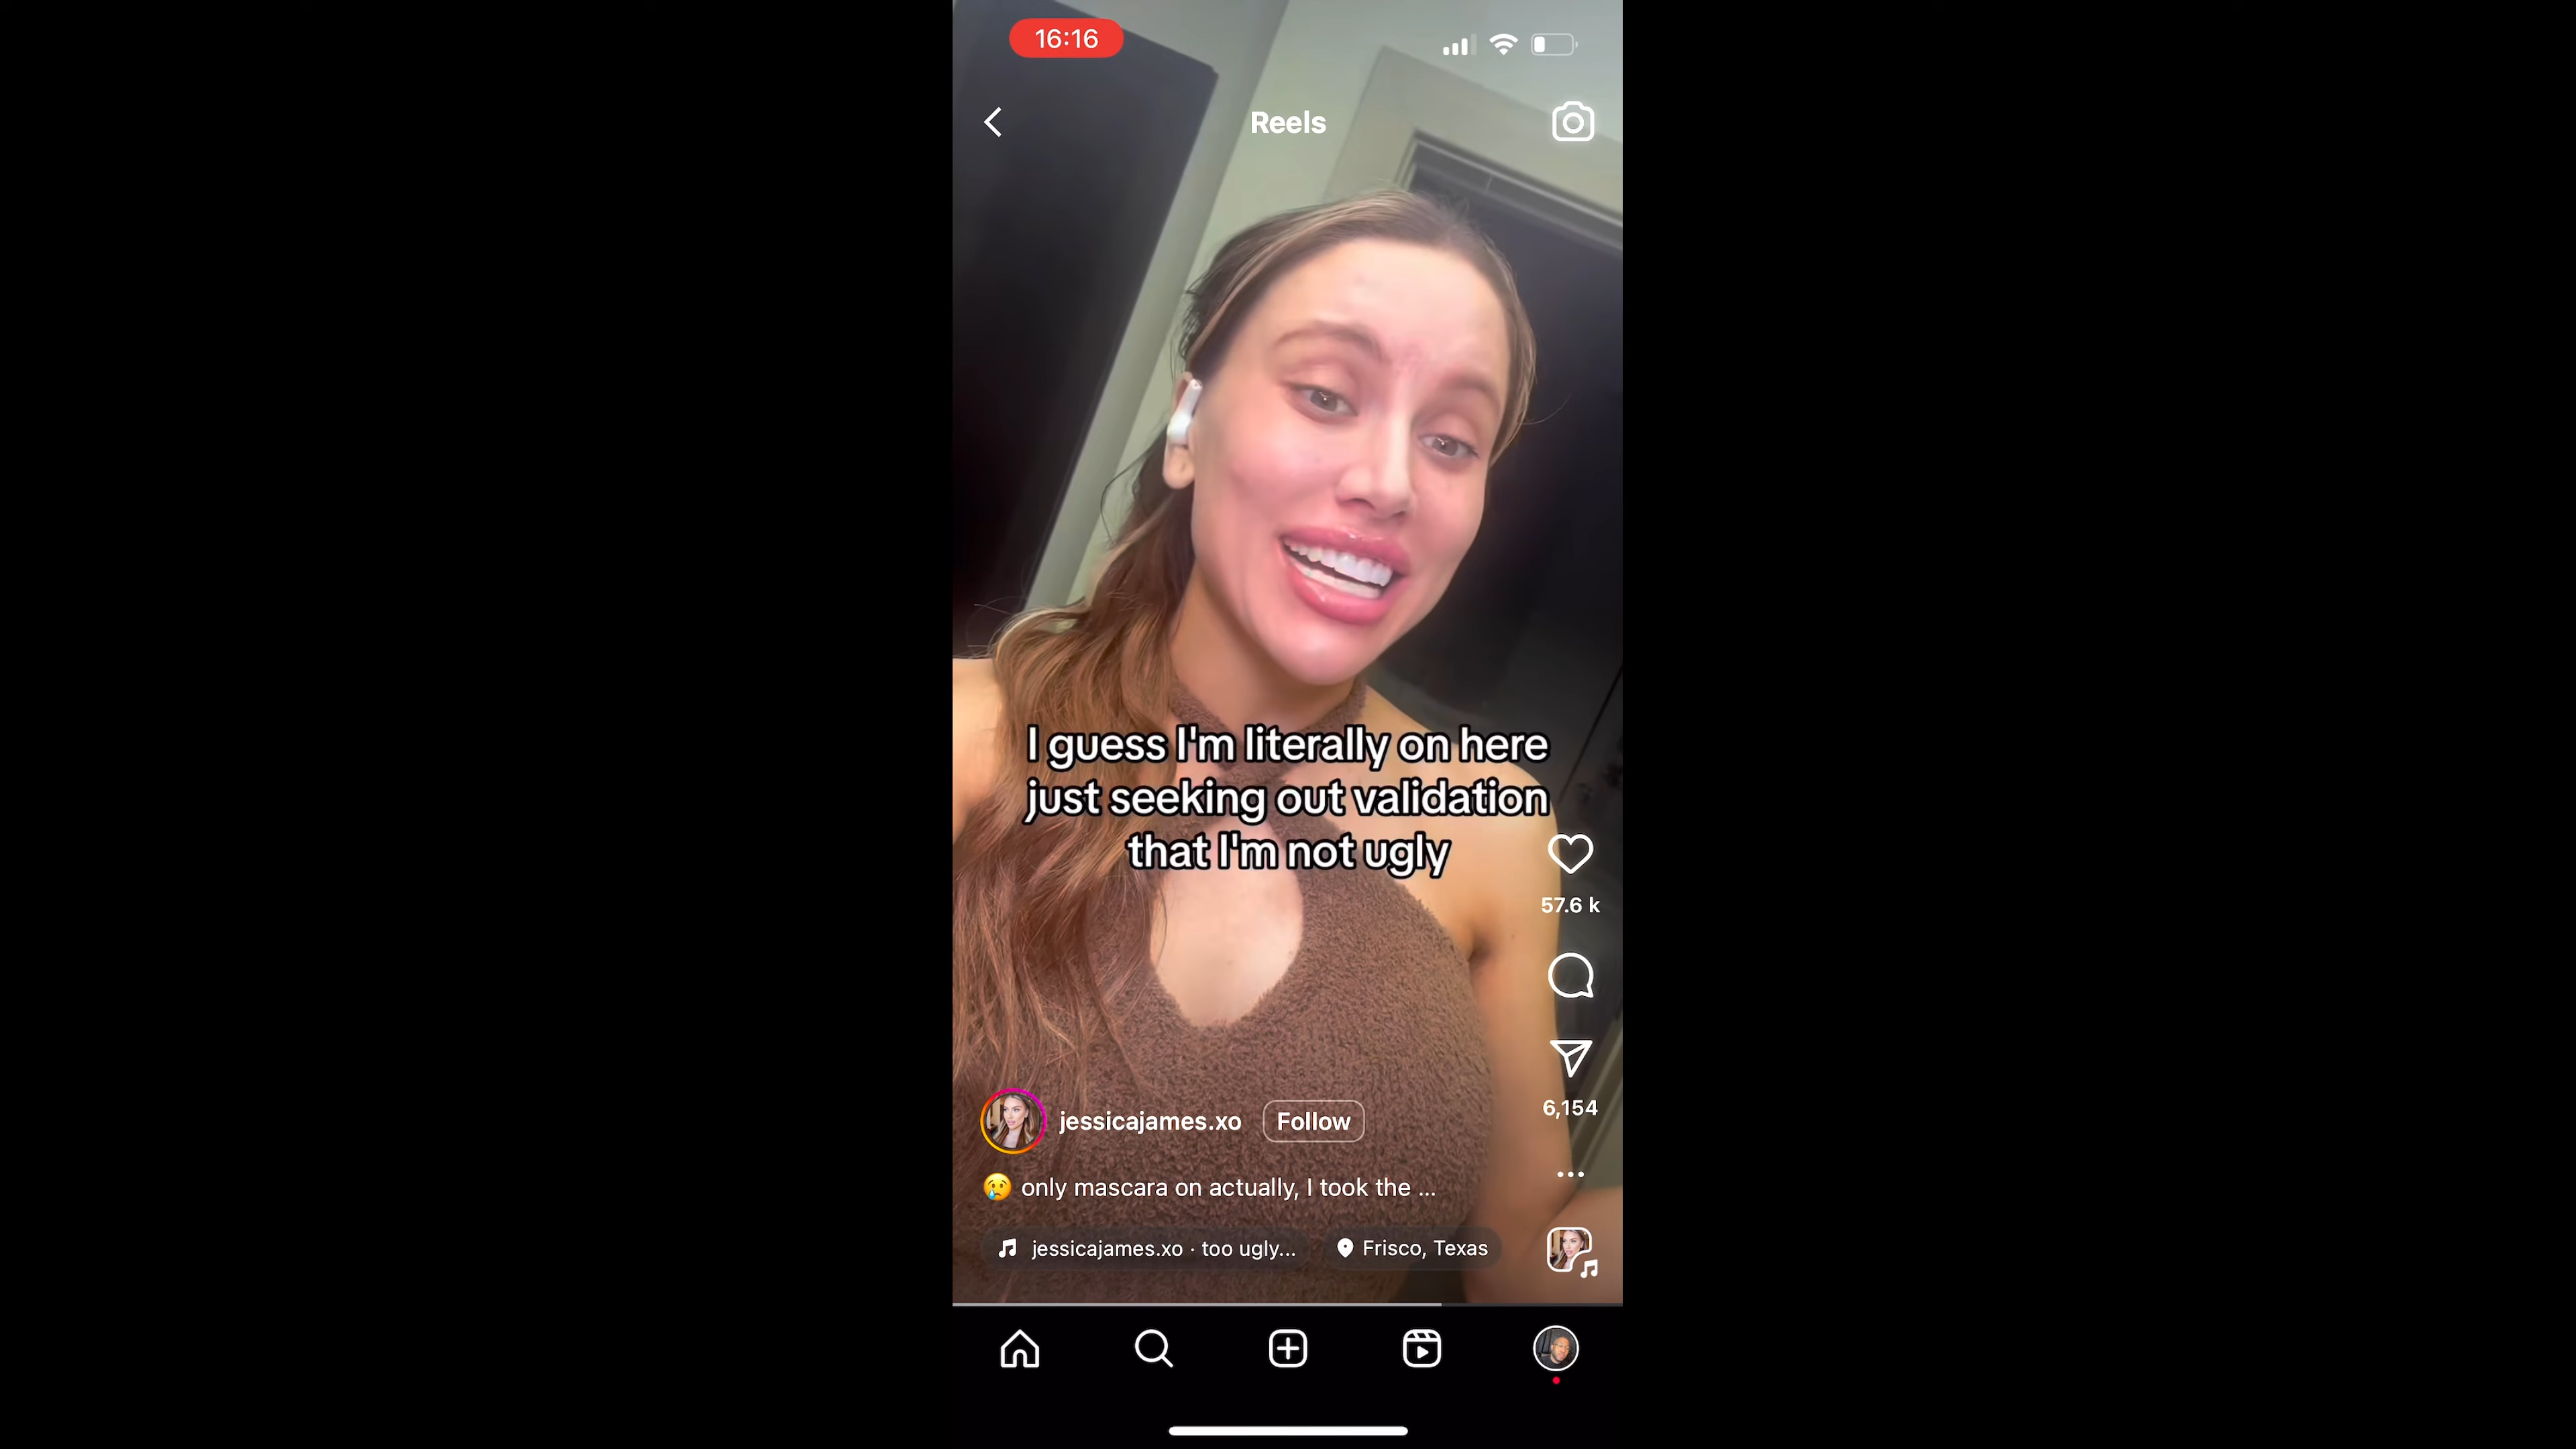 16:16
Reels
I guess I'm literally on here
just seeking out validation
that I'm not ugly
57.6 k
6,154
jessicajames.xo Follow
😢 only mascara on actually, I took the ...
jessicajames.xo · too ugly... Frisco, Texas